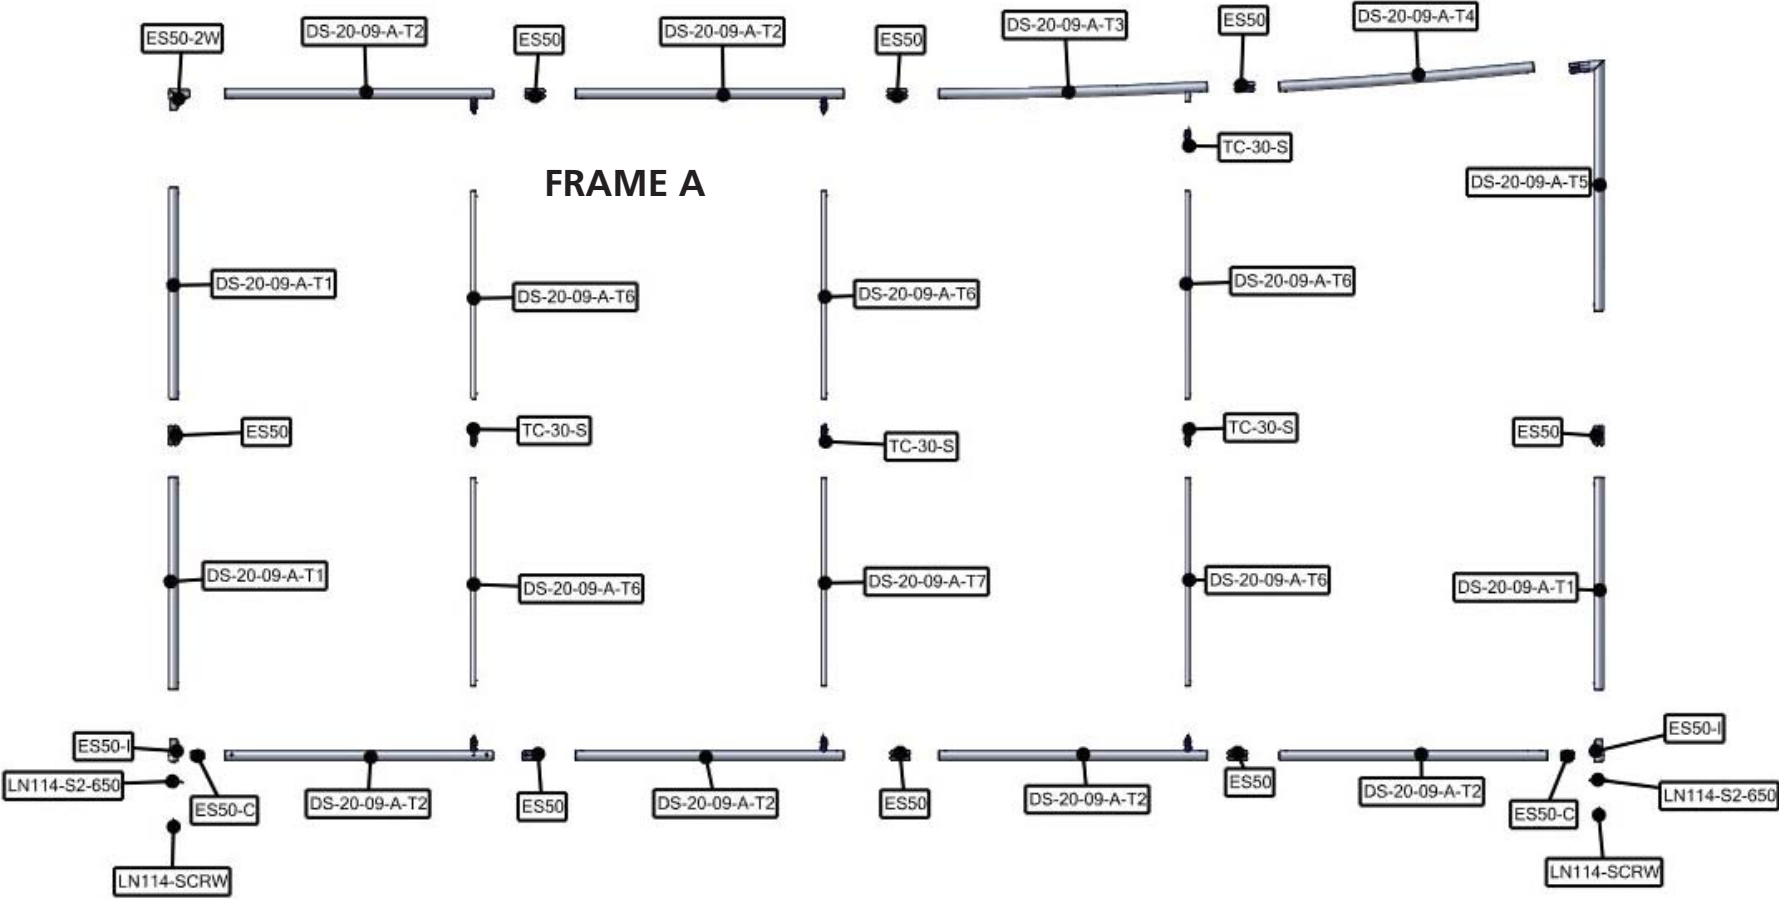 ES50-2W
DS-20-09-A-T2
ES50
DS-20-09-A-T2
ES50
DS-20-09-A-T3
ES50
DS-20-09-A-T4
TC-30-S
FRAME A
DS-20-09-A-T5
DS-20-09-A-T1
DS-20-09-A-T6
DS-20-09-A-T6
DS-20-09-A-T6
ES50
TC-30-S
TC-30-S
TC-30-S
ES50
DS-20-09-A-T1
DS-20-09-A-T6
DS-20-09-A-T7
DS-20-09-A-T6
DS-20-09-A-T1
ES50-I
LN114-S2-650
ES50-C
DS-20-09-A-T2
ES50
DS-20-09-A-T2
ES50
DS-20-09-A-T2
ES50
DS-20-09-A-T2
ES50-C
ES50-I
LN114-S2-650
LN114-SCRW
LN114-SCRW